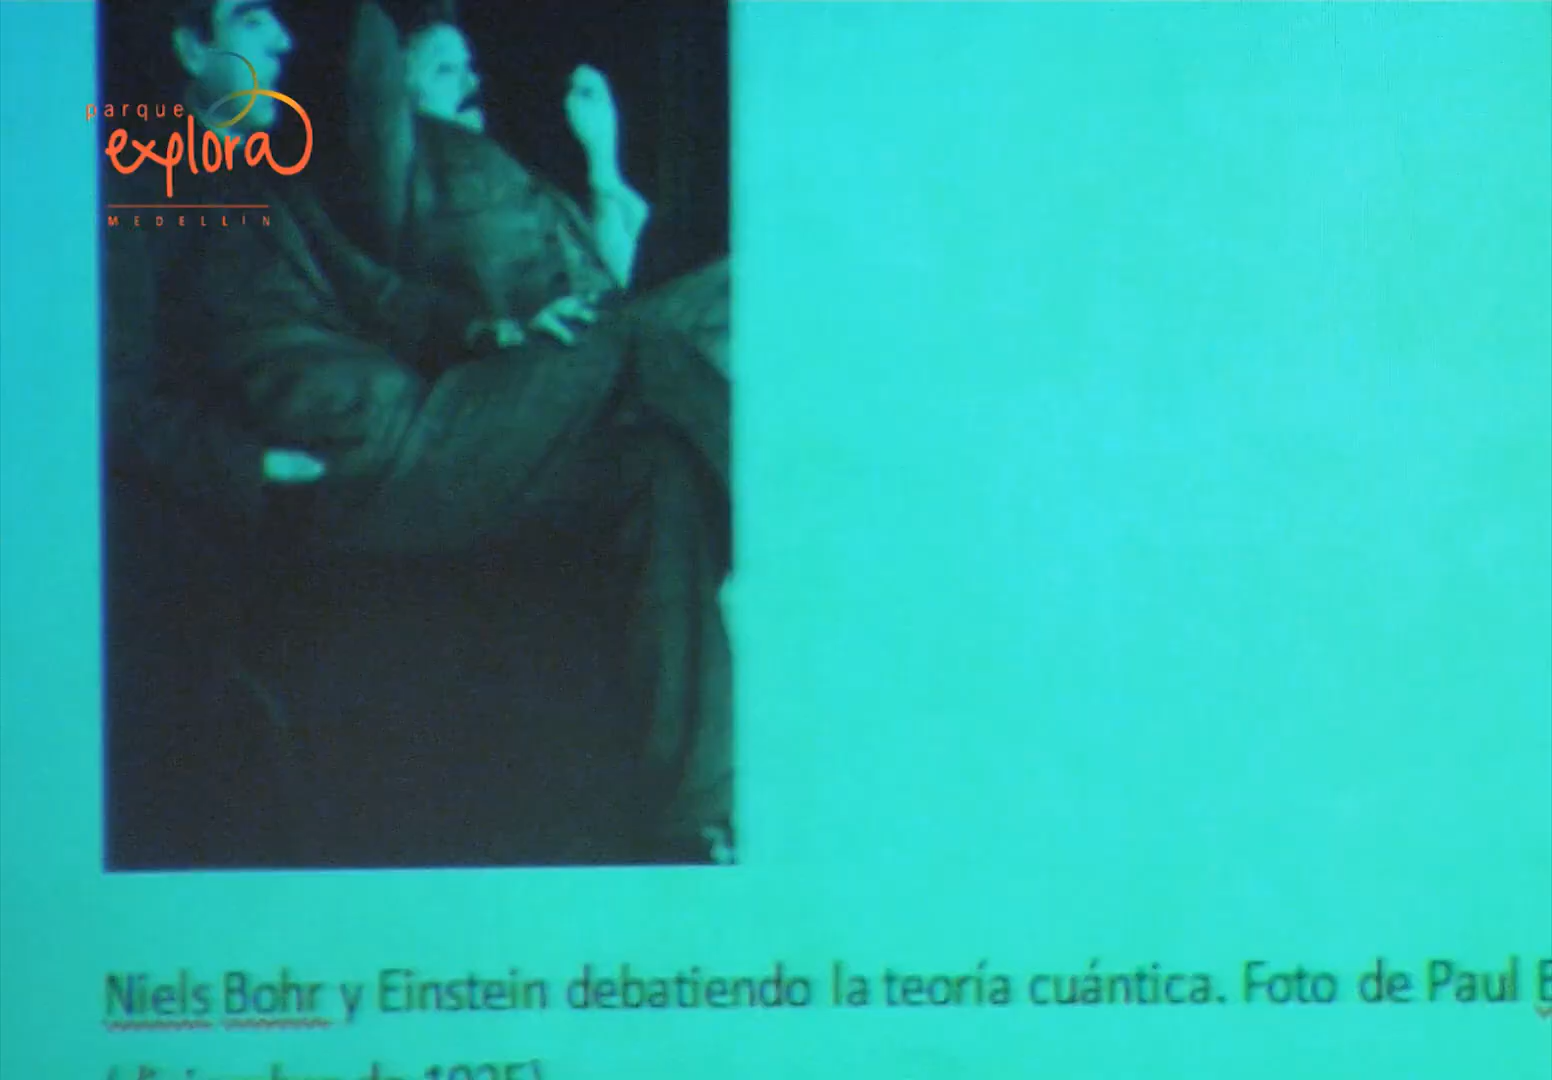 parque
explora
MEDELLÍN
Niels Bohr y Einstein debatiendo la teoría cuántica. Foto de Paul